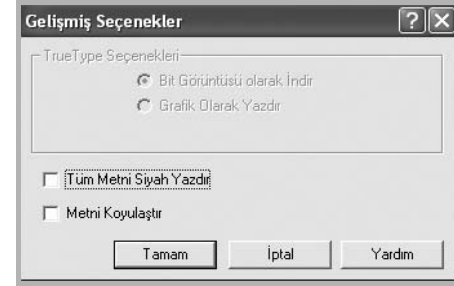 Gelişmiş Seçenekler
TrueType Seçenekleri
Bit Görüntüsü olarak İndir
Grafik Olarak Yazdır
Tüm Metni Siyah Yazdır
Metni Koyulaştır
Tamam İptal Yardım